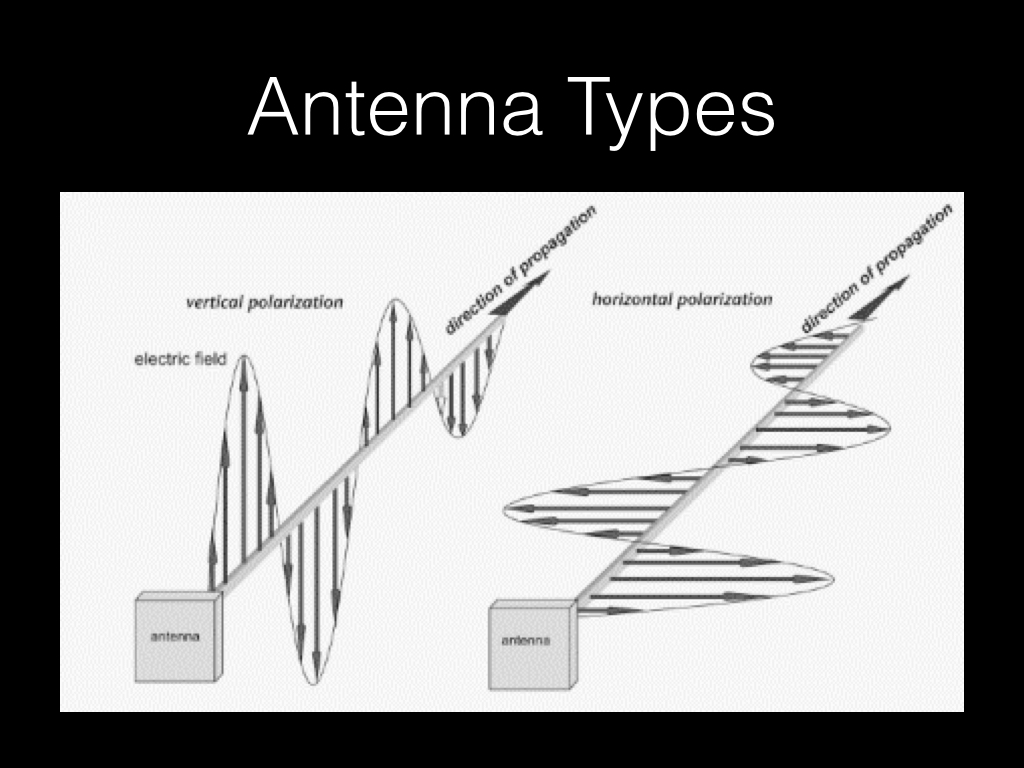 Antenna Types
vertical polarization
electric field
direction of propagation
antenna
horizontal polarization
direction of propagation
antenna